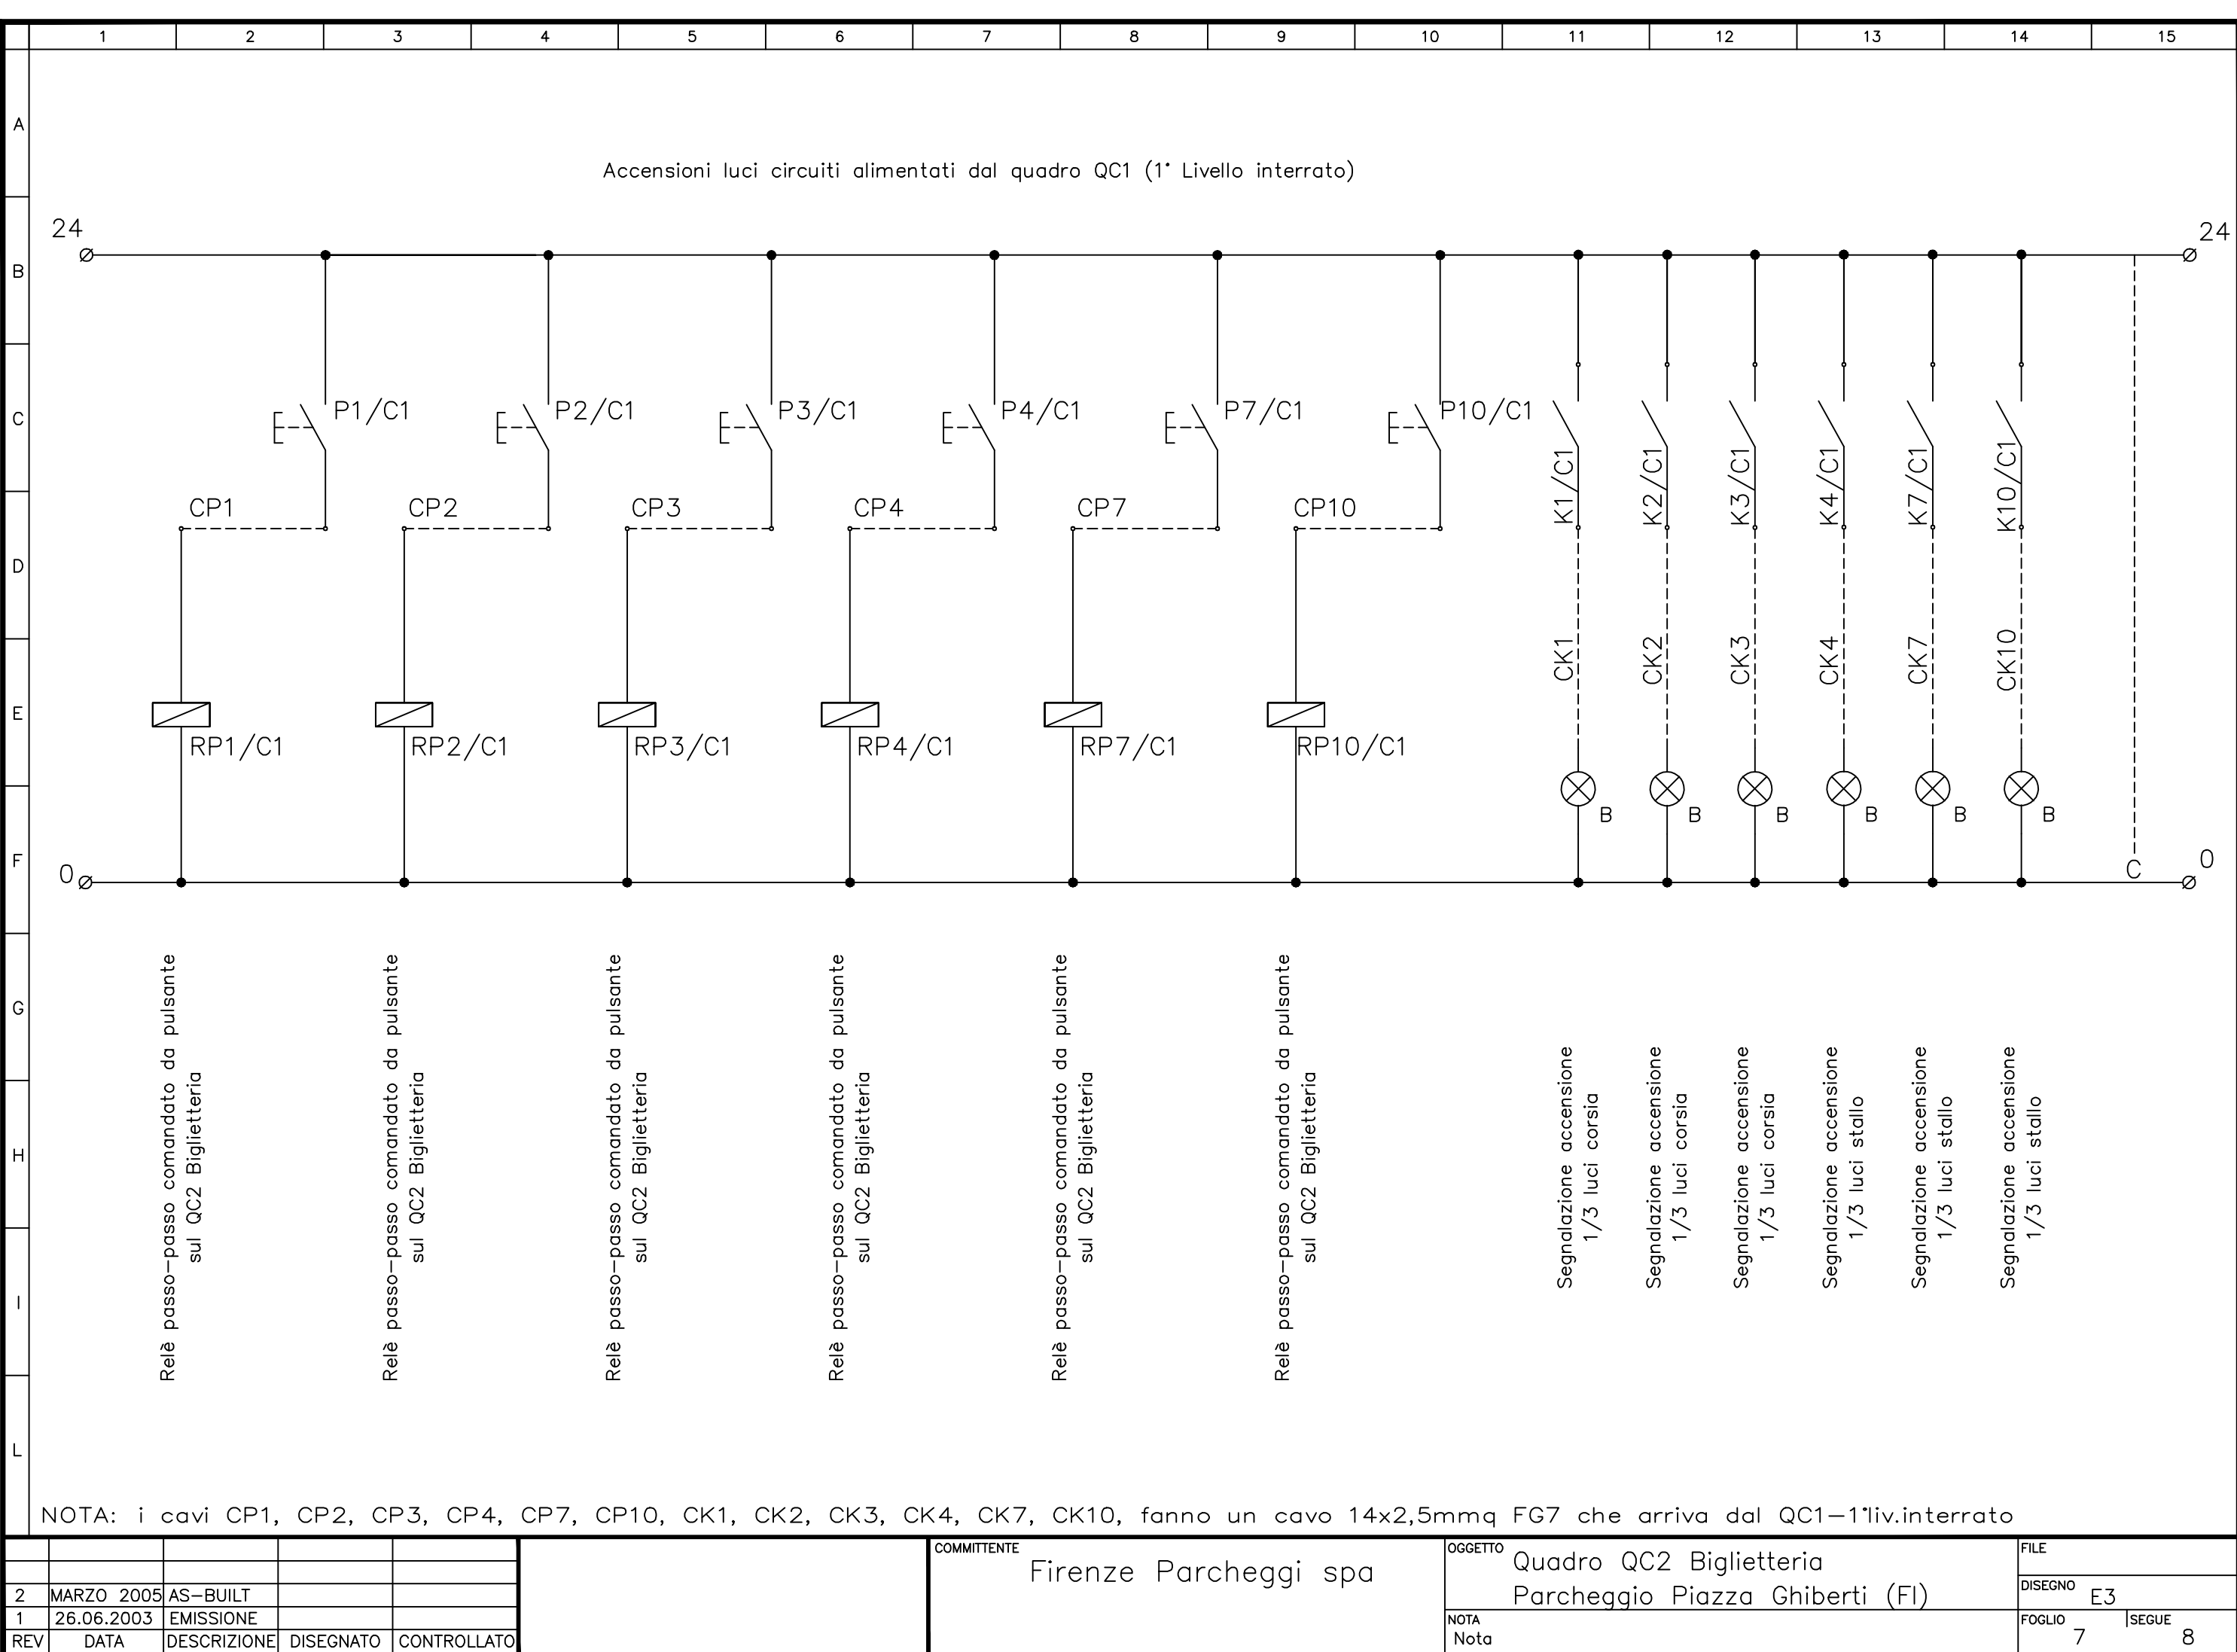 1 2 3 4 5 6 7 8 9 10 11 12 13 14 15
A
B
C
D
E
F
G
H
I
L
Accensioni luci circuiti alimentati dal quadro QC1 (1° Livello interrato)
24
24
P1/C1 P2/C1 P3/C1 P4/C1 P7/C1 P10/C1
K1/C1
K2/C1
K3/C1
K4/C1
K7/C1
K10/C1
CP1 CP2 CP3 CP4 CP7 CP10
CK1
CK2
CK3
CK4
CK7
CK10
RP1/C1 RP2/C1 RP3/C1 RP4/C1 RP7/C1 RP10/C1
B B B B B B
0
C
0
Relè passo-passo comandato da pulsante
sul QC2 Biglietteria
Relè passo-passo comandato da pulsante
sul QC2 Biglietteria
Relè passo-passo comandato da pulsante
sul QC2 Biglietteria
Relè passo-passo comandato da pulsante
sul QC2 Biglietteria
Relè passo-passo comandato da pulsante
sul QC2 Biglietteria
Relè passo-passo comandato da pulsante
sul QC2 Biglietteria
Segnalazione accensione
1/3 luci corsia
Segnalazione accensione
1/3 luci corsia
Segnalazione accensione
1/3 luci corsia
Segnalazione accensione
1/3 luci stallo
Segnalazione accensione
1/3 luci stallo
Segnalazione accensione
1/3 luci stallo
NOTA: i cavi CP1, CP2, CP3, CP4, CP7, CP10, CK1, CK2, CK3, CK4, CK7, CK10, fanno un cavo 14x2,5mmq FG7 che arriva dal QC1-1°liv.interrato
2 MARZO 2005 AS-BUILT
1 26.06.2003 EMISSIONE
REV DATA DESCRIZIONE DISEGNATO CONTROLLATO
COMMITTENTE
Firenze Parcheggi spa
OGGETTO
Quadro QC2 Biglietteria
Parcheggio Piazza Ghiberti (FI)
NOTA
Nota
FILE
DISEGNO
E3
FOGLIO
7
SEGUE
8